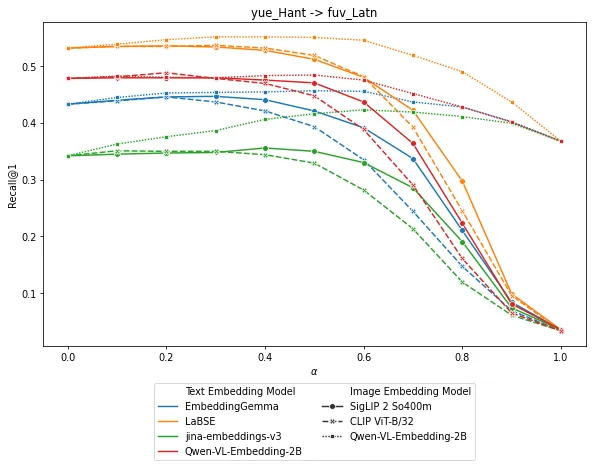 yue_Hant -> fuv_Latn
Recall@1
0.5
0.4
0.3
0.2
0.1
0.0
0.2
0.4
0.6
0.8
1.0
α
Text Embedding Model
EmbeddingGemma
LaBSE
jina-embeddings-v3
Qwen-VL-Embedding-2B
Image Embedding Model
SigLIP 2 So400m
CLIP ViT-B/32
Qwen-VL-Embedding-2B